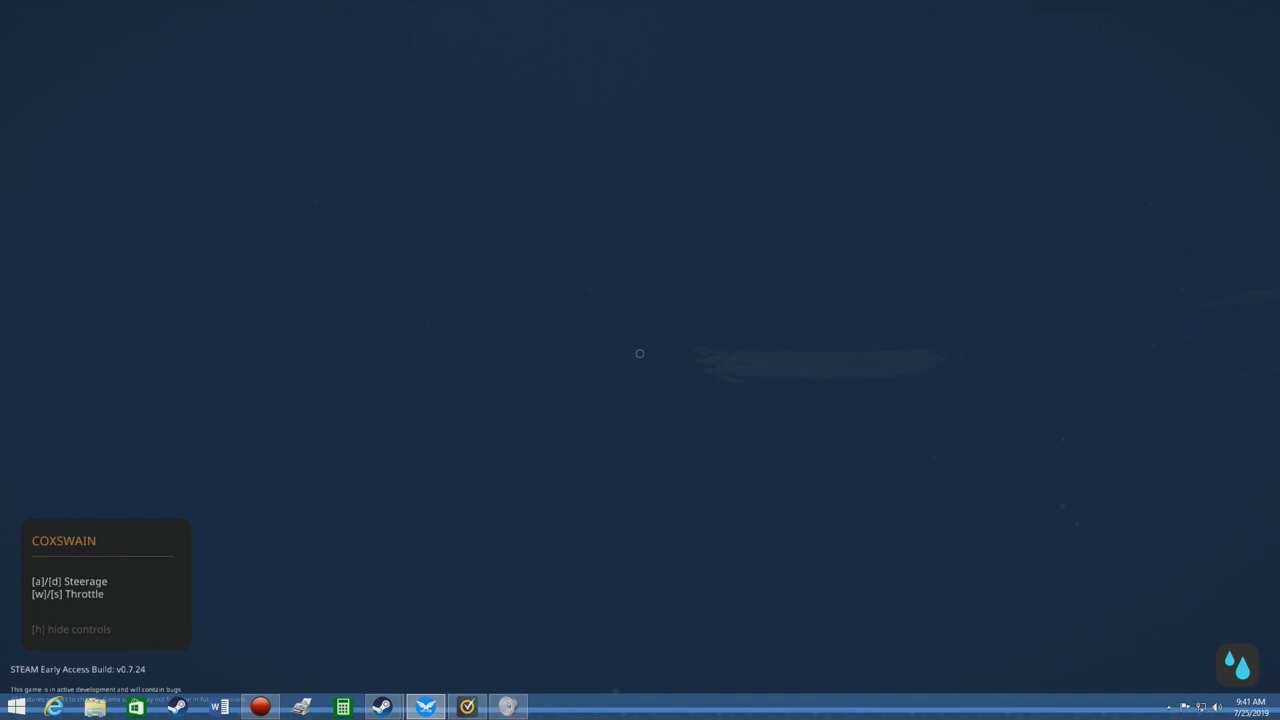 COXSWAIN
[a]/[d] Steerage
[w]/[s] Throttle
[h] hide controls
STEAM Early Access Build: v0.7.24
This game is in active development and will contain bugs.
9:41 AM
7/25/2019